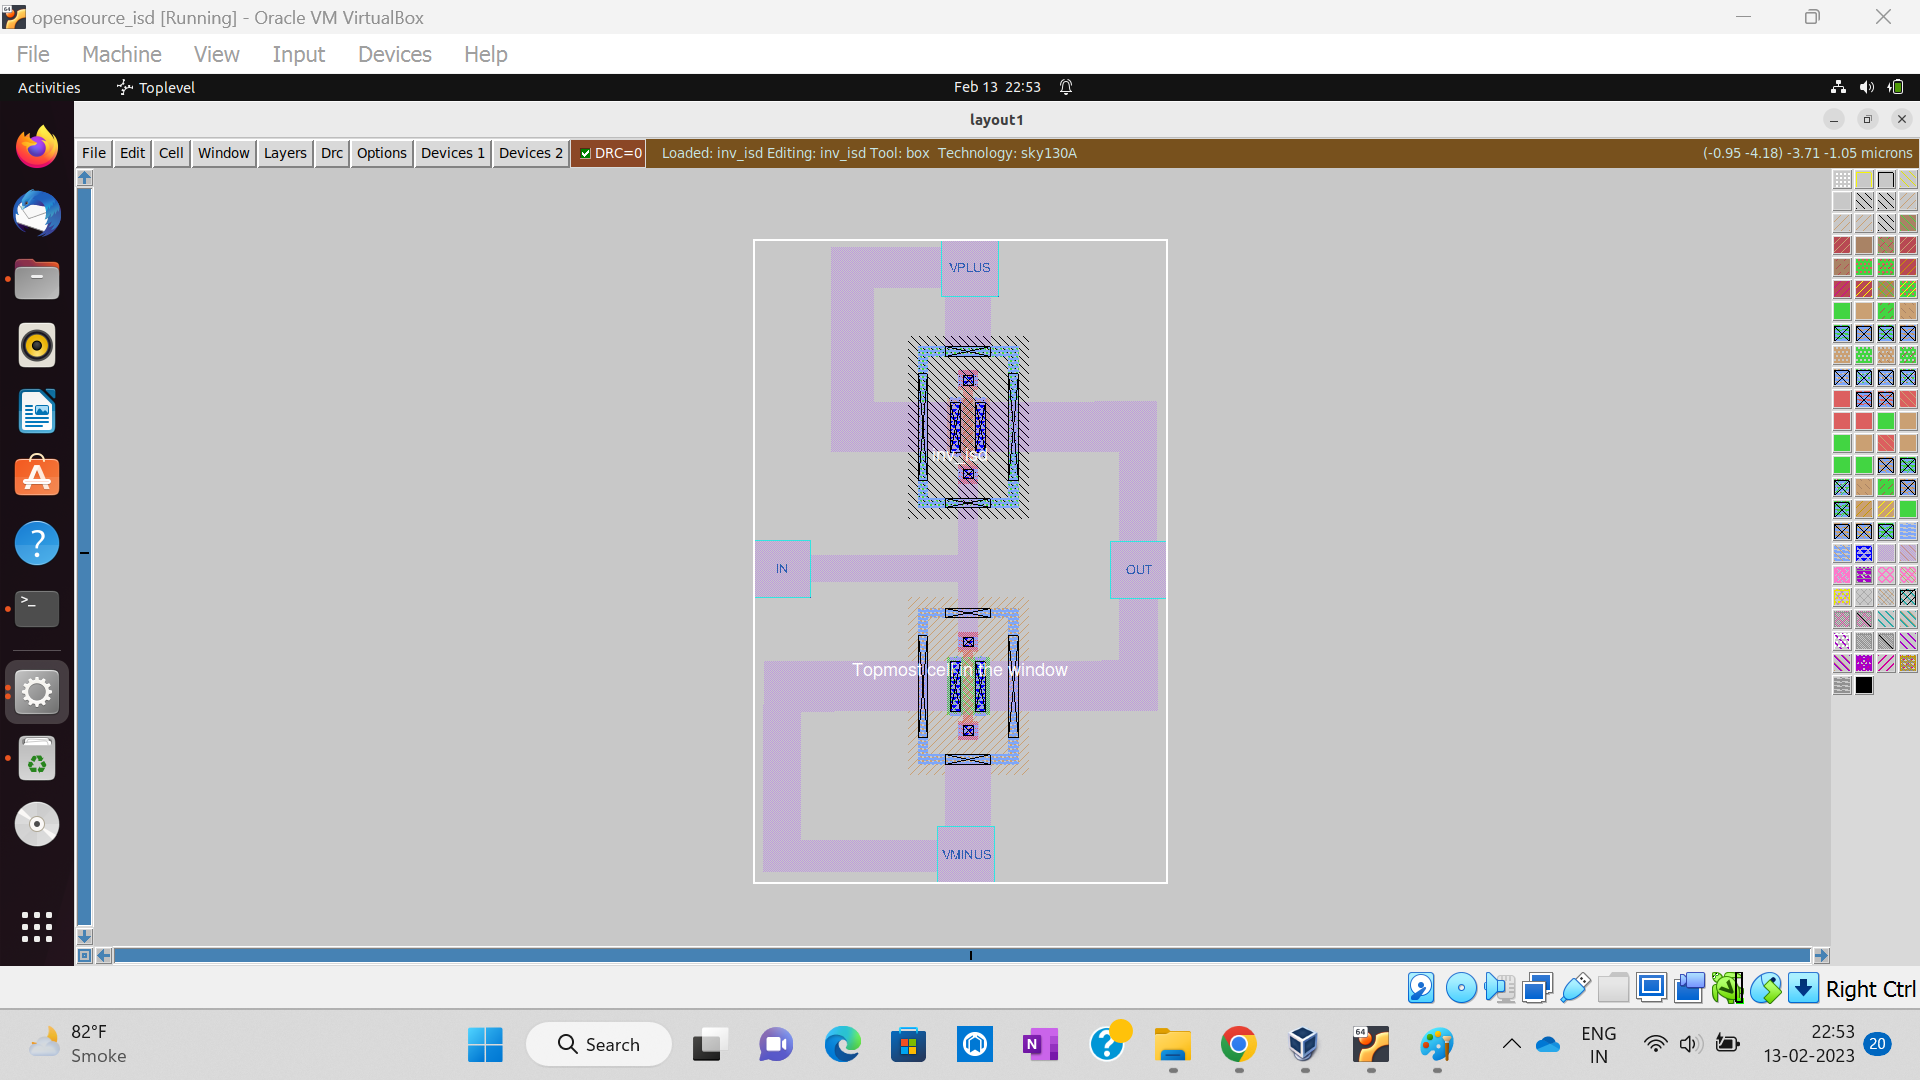 opensource_isd [Running] - Oracle VM VirtualBox
File Machine View Input Devices Help
Activities Toplevel Feb 13 22:53
layout1
File Edit Cell Window Layers Drc Options Devices 1 Devices 2 DRC=0 Loaded: inv_isd Editing: inv_isd Tool: box Technology: sky130A (-0.95 -4.18) -3.71 -1.05 microns
VPLUS
inv_isd
IN
OUT
Topmost cell in the window
VMINUS
Right Ctrl
82°F
Smoke
Search
64
ENG
IN
22:53
13-02-2023
20